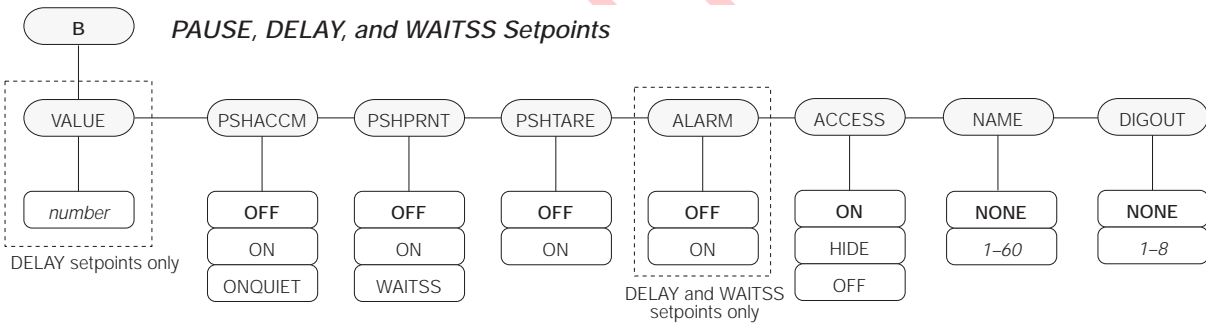 B
PAUSE, DELAY, and WAITSS Setpoints
VALUE PSHACCM PSHPRNT PSHTARE ALARM ACCESS NAME DIGOUT
number OFF OFF OFF OFF ON NONE NONE
ON ON ON ON HIDE 1–60 1–8
ONQUIET WAITSS OFF
DELAY setpoints only
DELAY and WAITSS
setpoints only